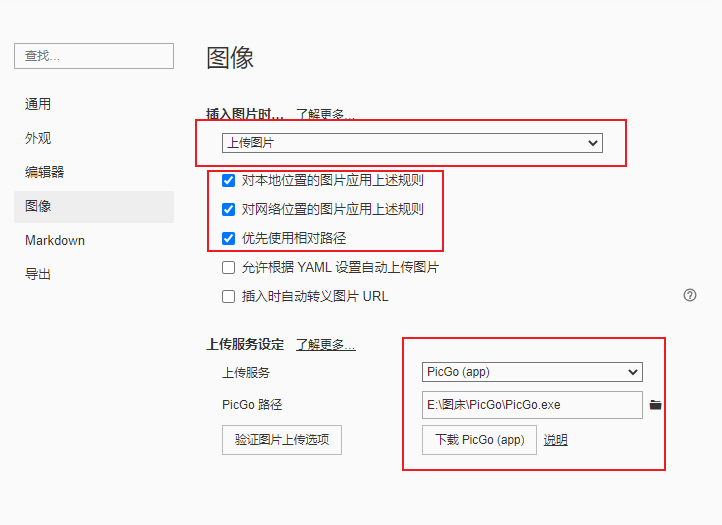 图像
查找...
插入图片时... 了解更多...
通用
上传图片
外观
编辑器
对本地位置的图片应用上述规则
图像
对网络位置的图片应用上述规则
Markdown
优先使用相对路径
导出
允许根据 YAML 设置自动上传图片
插入时自动转义图片 URL
?
上传服务设定 了解更多...
上传服务 PicGo (app)
PicGo 路径 E:\图床\PicGo\PicGo.exe
验证图片上传选项 下载 PicGo (app) 说明